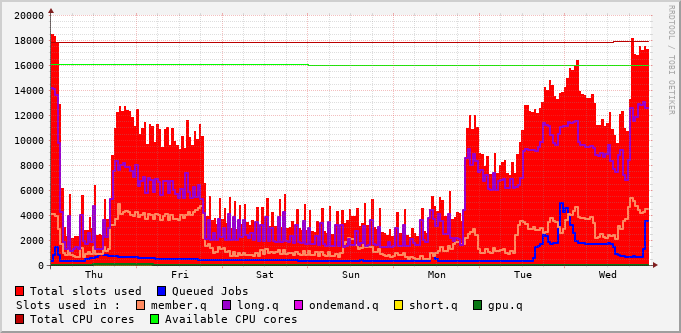 20000
18000
16000
14000
12000
10000
8000
6000
4000
2000
0
Thu Fri Sat Sun Mon Tue Wed
RRDTOOL / TOBI OETIKER
Total slots used Queued Jobs
Slots used in : member.q long.q ondemand.q short.q gpu.q
Total CPU cores Available CPU cores